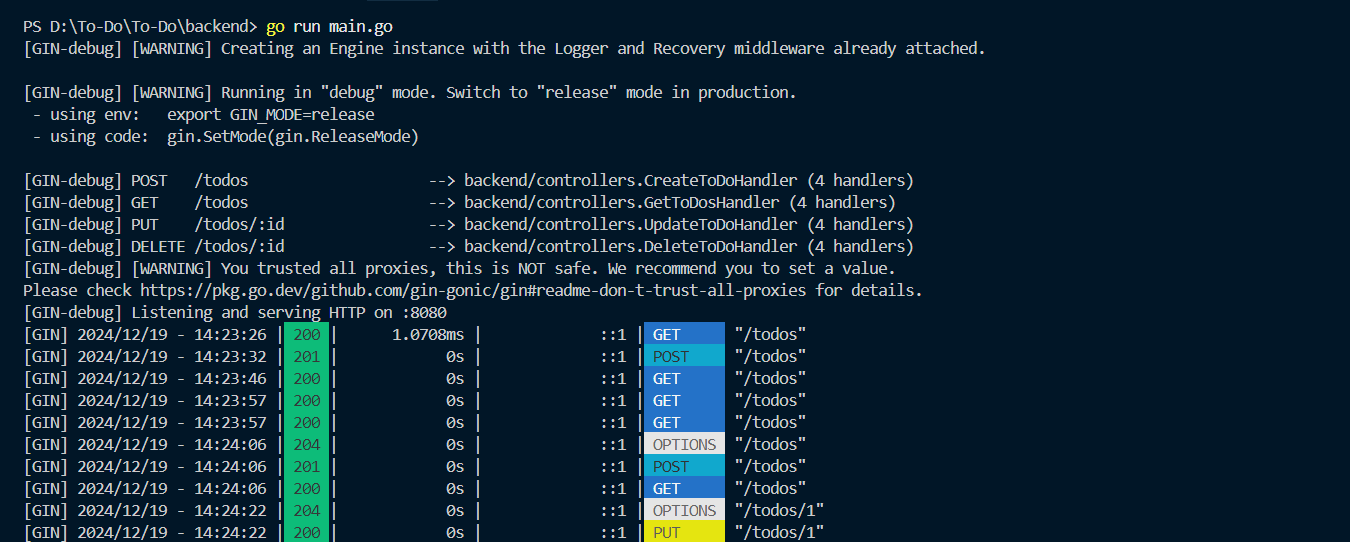 PS D:\To-Do\To-Do\backend> go run main.go
[GIN-debug] [WARNING] Creating an Engine instance with the Logger and Recovery middleware already attached.
[GIN-debug] [WARNING] Running in "debug" mode. Switch to "release" mode in production.
- using env: export GIN_MODE=release
- using code: gin.SetMode(gin.ReleaseMode)
[GIN-debug] POST /todos --> backend/controllers.CreateToDoHandler (4 handlers)
[GIN-debug] GET /todos --> backend/controllers.GetToDosHandler (4 handlers)
[GIN-debug] PUT /todos/:id --> backend/controllers.UpdateToDoHandler (4 handlers)
[GIN-debug] DELETE /todos/:id --> backend/controllers.DeleteToDoHandler (4 handlers)
[GIN-debug] [WARNING] You trusted all proxies, this is NOT safe. We recommend you to set a value.
Please check https://pkg.go.dev/github.com/gin-gonic/gin#readme-don-t-trust-all-proxies for details.
[GIN-debug] Listening and serving HTTP on :8080
[GIN] 2024/12/19 - 14:23:26 | 200 | 1.0708ms | ::1 | GET "/todos"
[GIN] 2024/12/19 - 14:23:32 | 201 | 0s | ::1 | POST "/todos"
[GIN] 2024/12/19 - 14:23:46 | 200 | 0s | ::1 | GET "/todos"
[GIN] 2024/12/19 - 14:23:57 | 200 | 0s | ::1 | GET "/todos"
[GIN] 2024/12/19 - 14:23:57 | 200 | 0s | ::1 | GET "/todos"
[GIN] 2024/12/19 - 14:24:06 | 204 | 0s | ::1 | OPTIONS "/todos"
[GIN] 2024/12/19 - 14:24:06 | 201 | 0s | ::1 | POST "/todos"
[GIN] 2024/12/19 - 14:24:06 | 200 | 0s | ::1 | GET "/todos"
[GIN] 2024/12/19 - 14:24:22 | 204 | 0s | ::1 | OPTIONS "/todos/1"
[GIN] 2024/12/19 - 14:24:22 | 200 | 0s | ::1 | PUT "/todos/1"